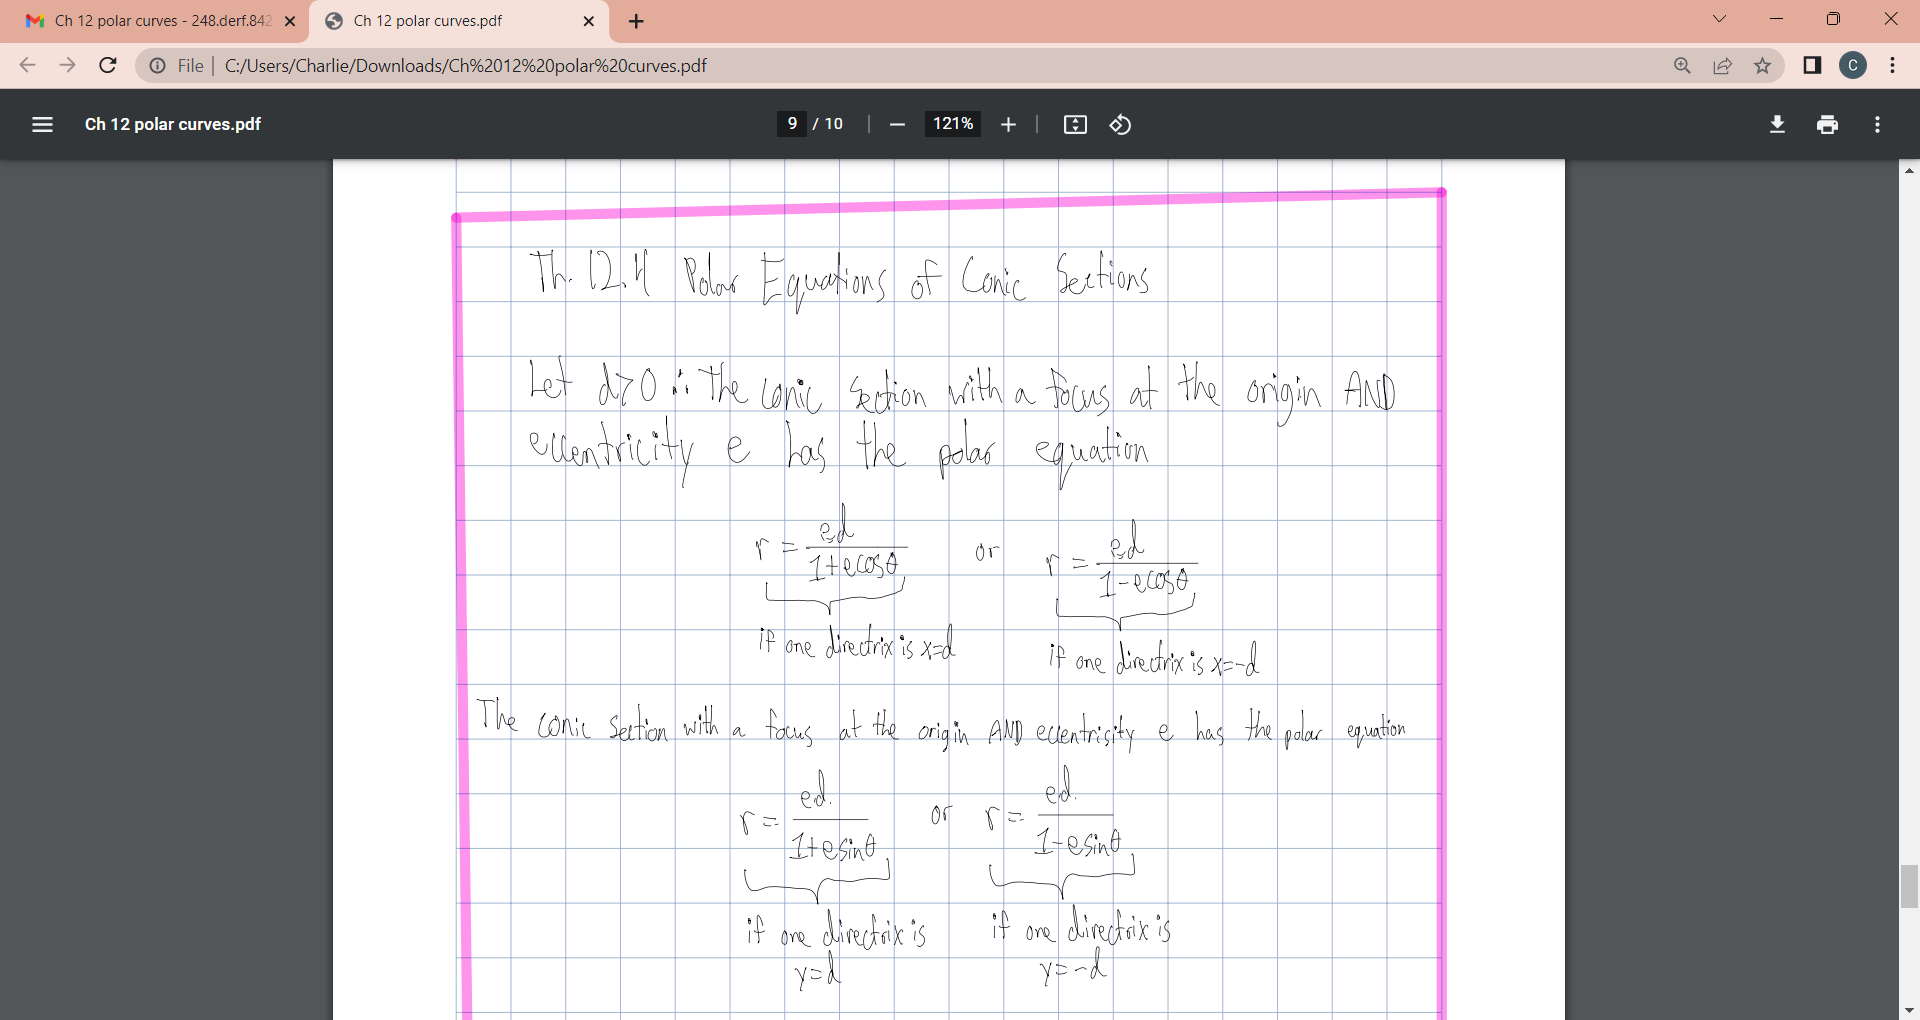 Ch 12 polar curves - 248.derf.842
Ch 12 polar curves.pdf
File | C:/Users/Charlie/Downloads/Ch%2012%20polar%20curves.pdf
C
Ch 12 polar curves.pdf
9 / 10 | − 121% + |
Th. 12.4 Polar Equations of Conic Sections
Let d>0 ∴ The conic section with a focus at the origin AND
eccentricity e has the polar equation
r = ed/(1+ecosθ) or r = ed/(1-ecosθ)
if one directrix is x=d if one directrix is x=-d
The conic section with a focus at the origin AND eccentrisity e has the polar equation
r = ed/(1+esinθ) or r = ed/(1-esinθ)
if one directrix is if one directrix is
y=d y=-d